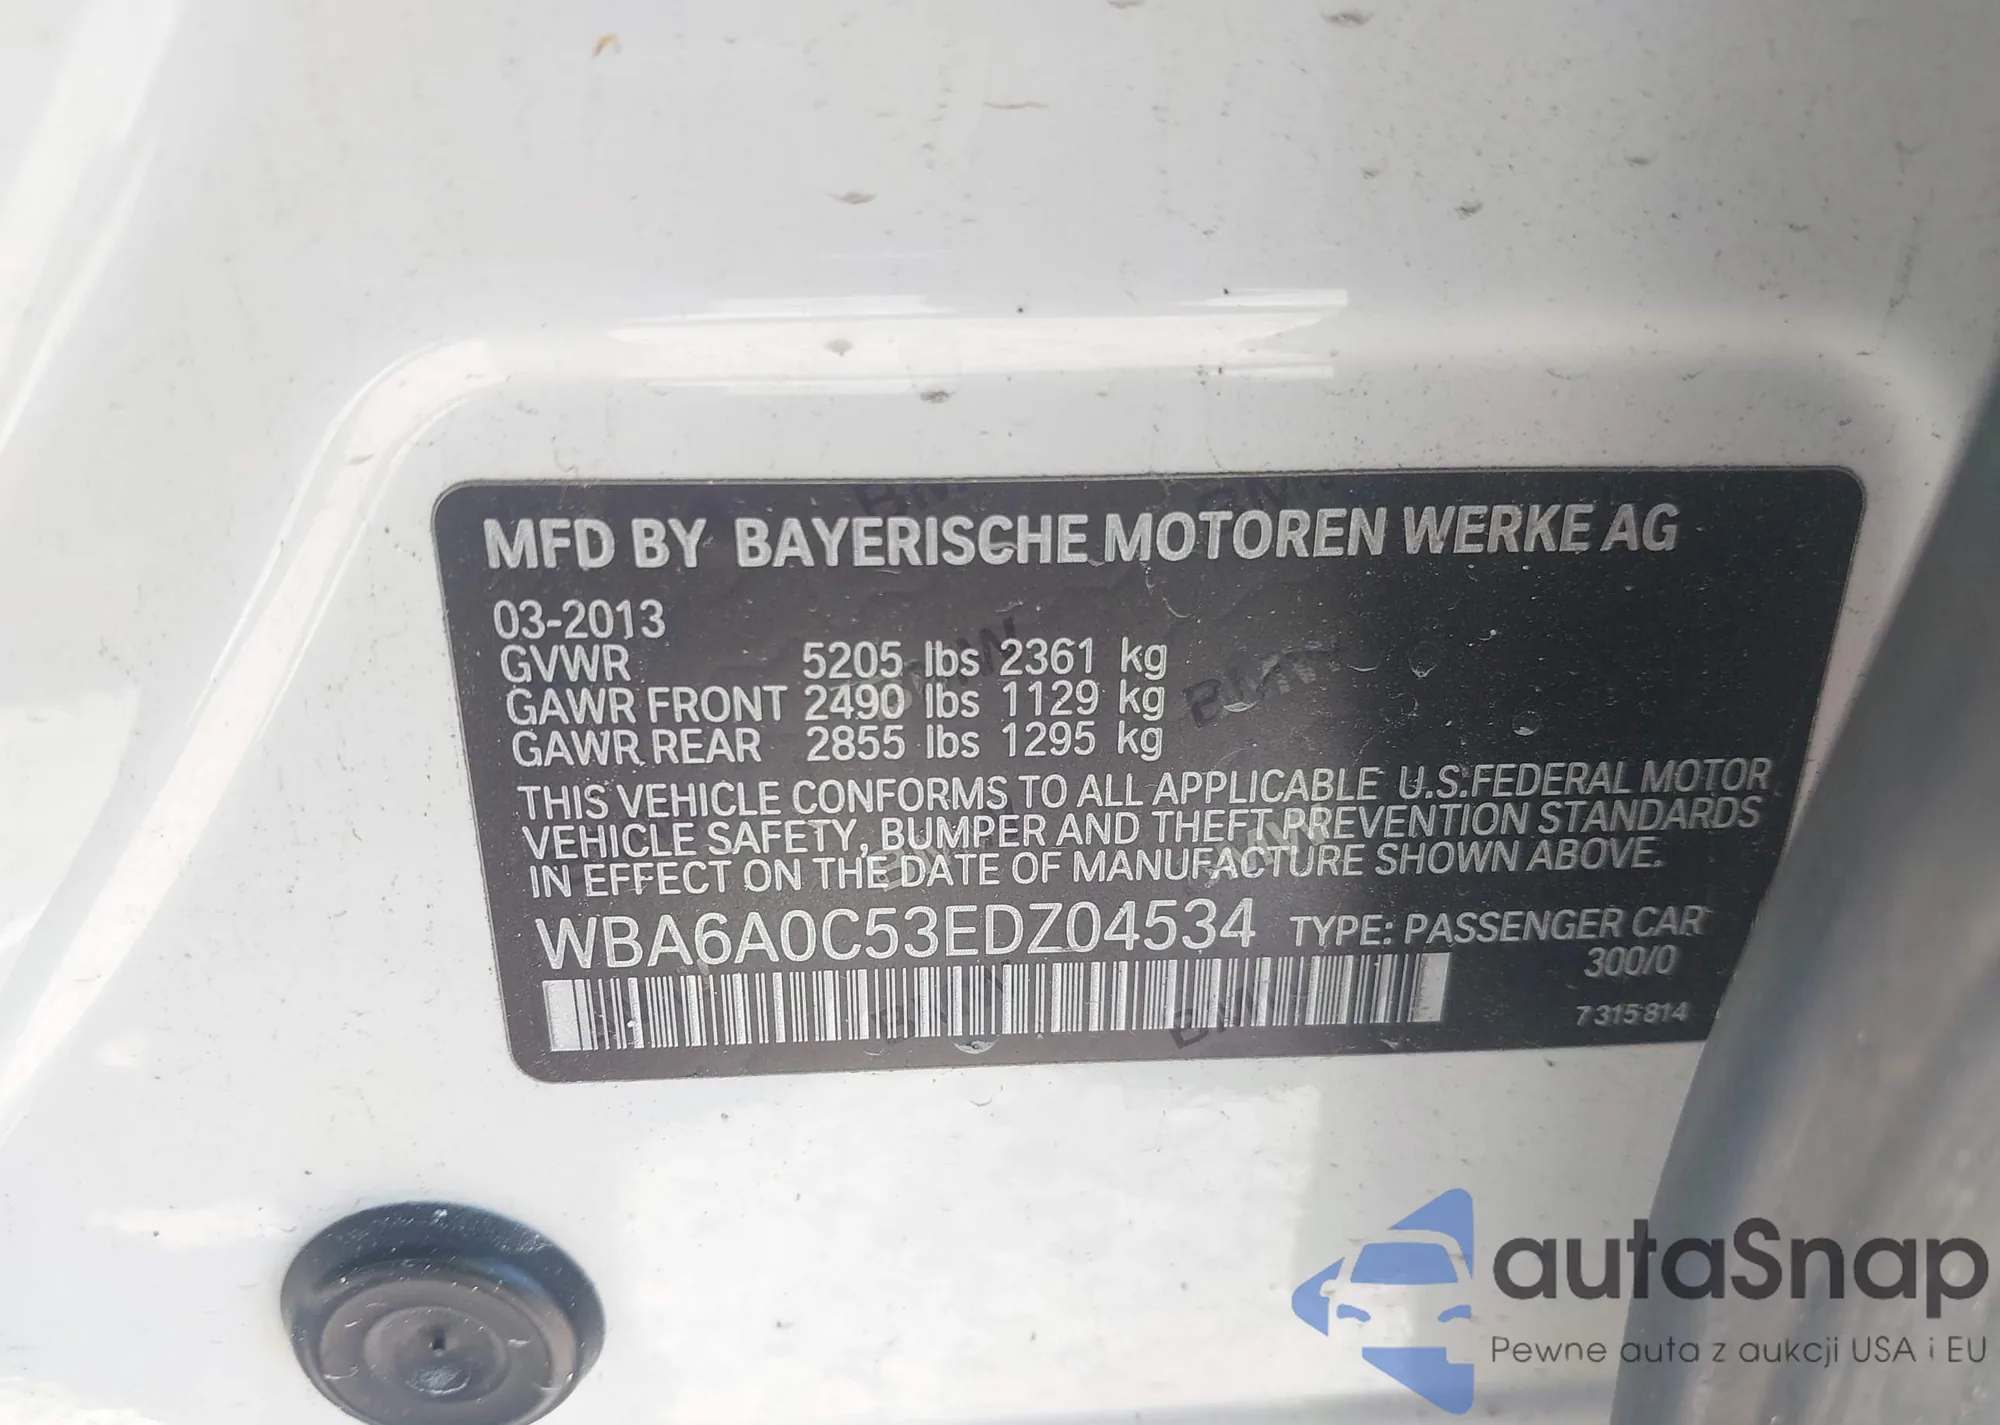 MFD BY BAYERISCHE MOTOREN WERKE AG
03-2013
GVWR 5205 lbs 2361 kg
GAWR FRONT 2490 lbs 1129 kg
GAWR REAR 2855 lbs 1295 kg
THIS VEHICLE CONFORMS TO ALL APPLICABLE U.S.FEDERAL MOTOR
VEHICLE SAFETY, BUMPER AND THEFT PREVENTION STANDARDS
IN EFFECT ON THE DATE OF MANUFACTURE SHOWN ABOVE.
WBA6A0C53EDZ04534 TYPE: PASSENGER CAR
300/0
7 315 814
autaSnap
Pewne auta z aukcji USA i EU